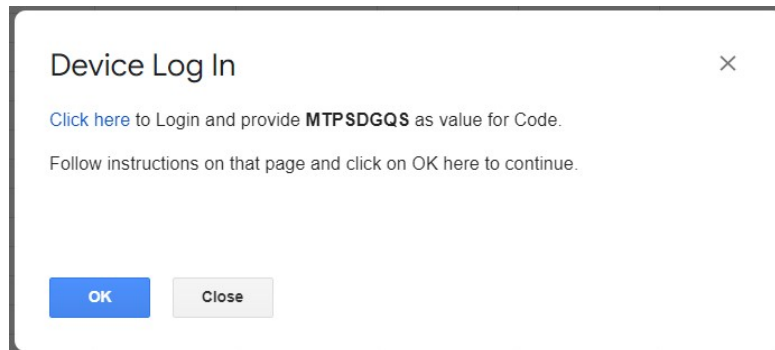 Device Log In
Click here to Login and provide MTPSDGQS as value for Code.
Follow instructions on that page and click on OK here to continue.
OK Close